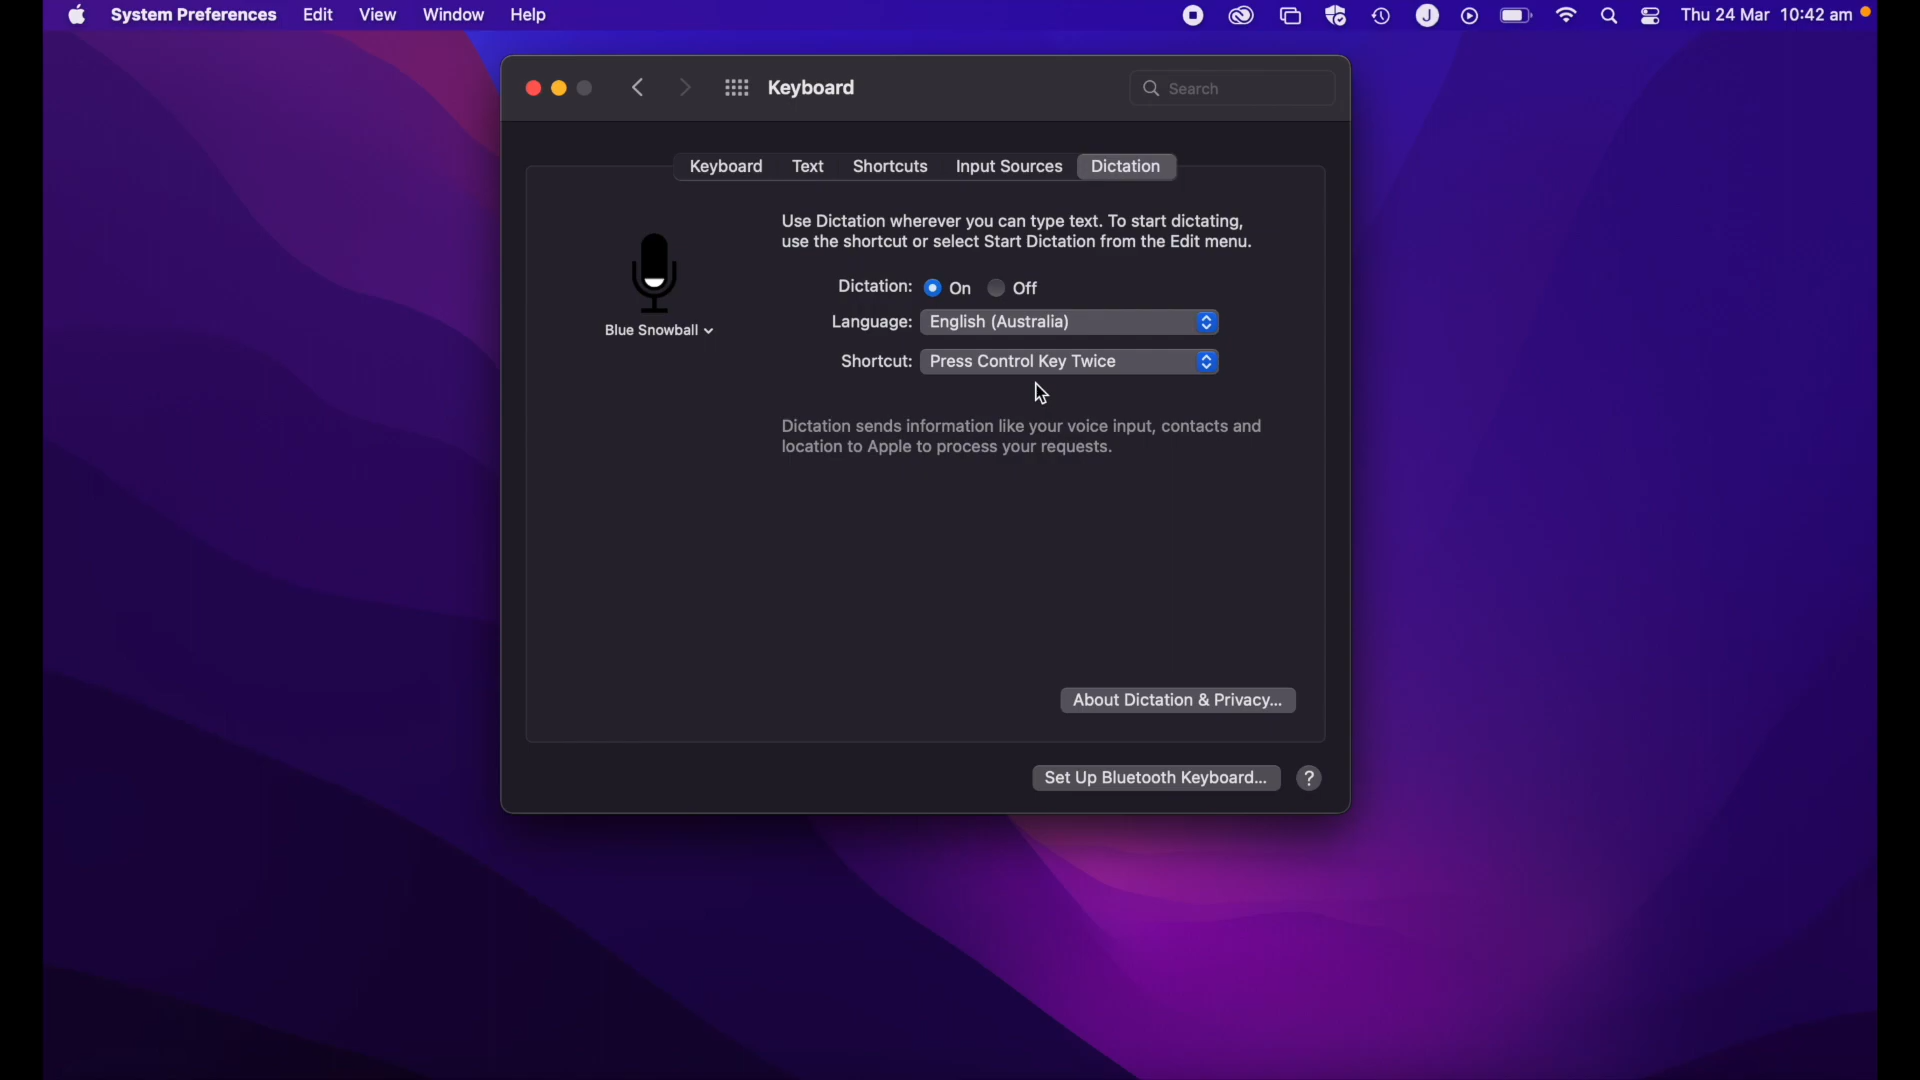 System Preferences Edit View Window Help J Thu 24 Mar 10:42 am
Keyboard
Search
Keyboard Text Shortcuts Input Sources Dictation
Use Dictation wherever you can type text. To start dictating,
use the shortcut or select Start Dictation from the Edit menu.
Dictation: On Off
Language: English (Australia)
Blue Snowball
Shortcut: Press Control Key Twice
Dictation sends information like your voice input, contacts and
location to Apple to process your requests.
About Dictation & Privacy...
Set Up Bluetooth Keyboard... ?